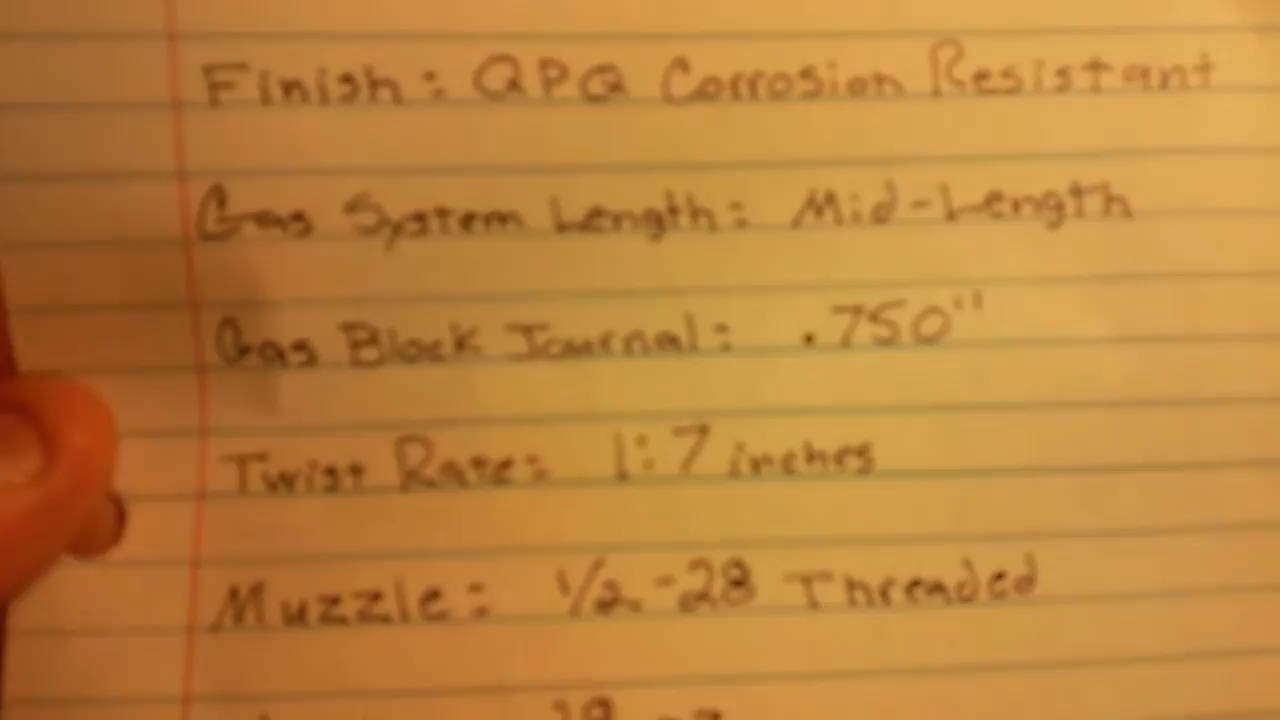 Finish: QPQ Corrosion Resistant
Gas System Length: Mid-Length
Gas Block Journal: .750"
Twist Rate: 1:7 inches
Muzzle: 1/2-28 Threaded